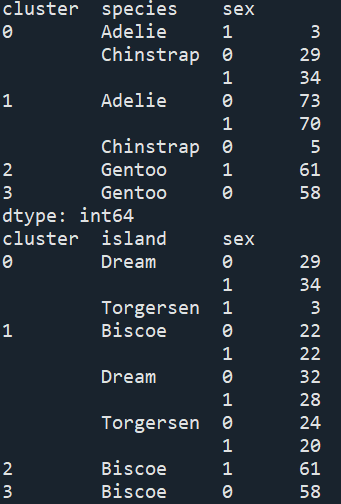 cluster  species    sex
0        Adelie     1       3
         Chinstrap  0      29
                    1      34
1        Adelie     0      73
                    1      70
         Chinstrap  0       5
2        Gentoo     1      61
3        Gentoo     0      58
dtype: int64
cluster  island     sex
0        Dream      0      29
                    1      34
         Torgersen  1       3
1        Biscoe     0      22
                    1      22
         Dream      0      32
                    1      28
         Torgersen  0      24
                    1      20
2        Biscoe     1      61
3        Biscoe     0      58